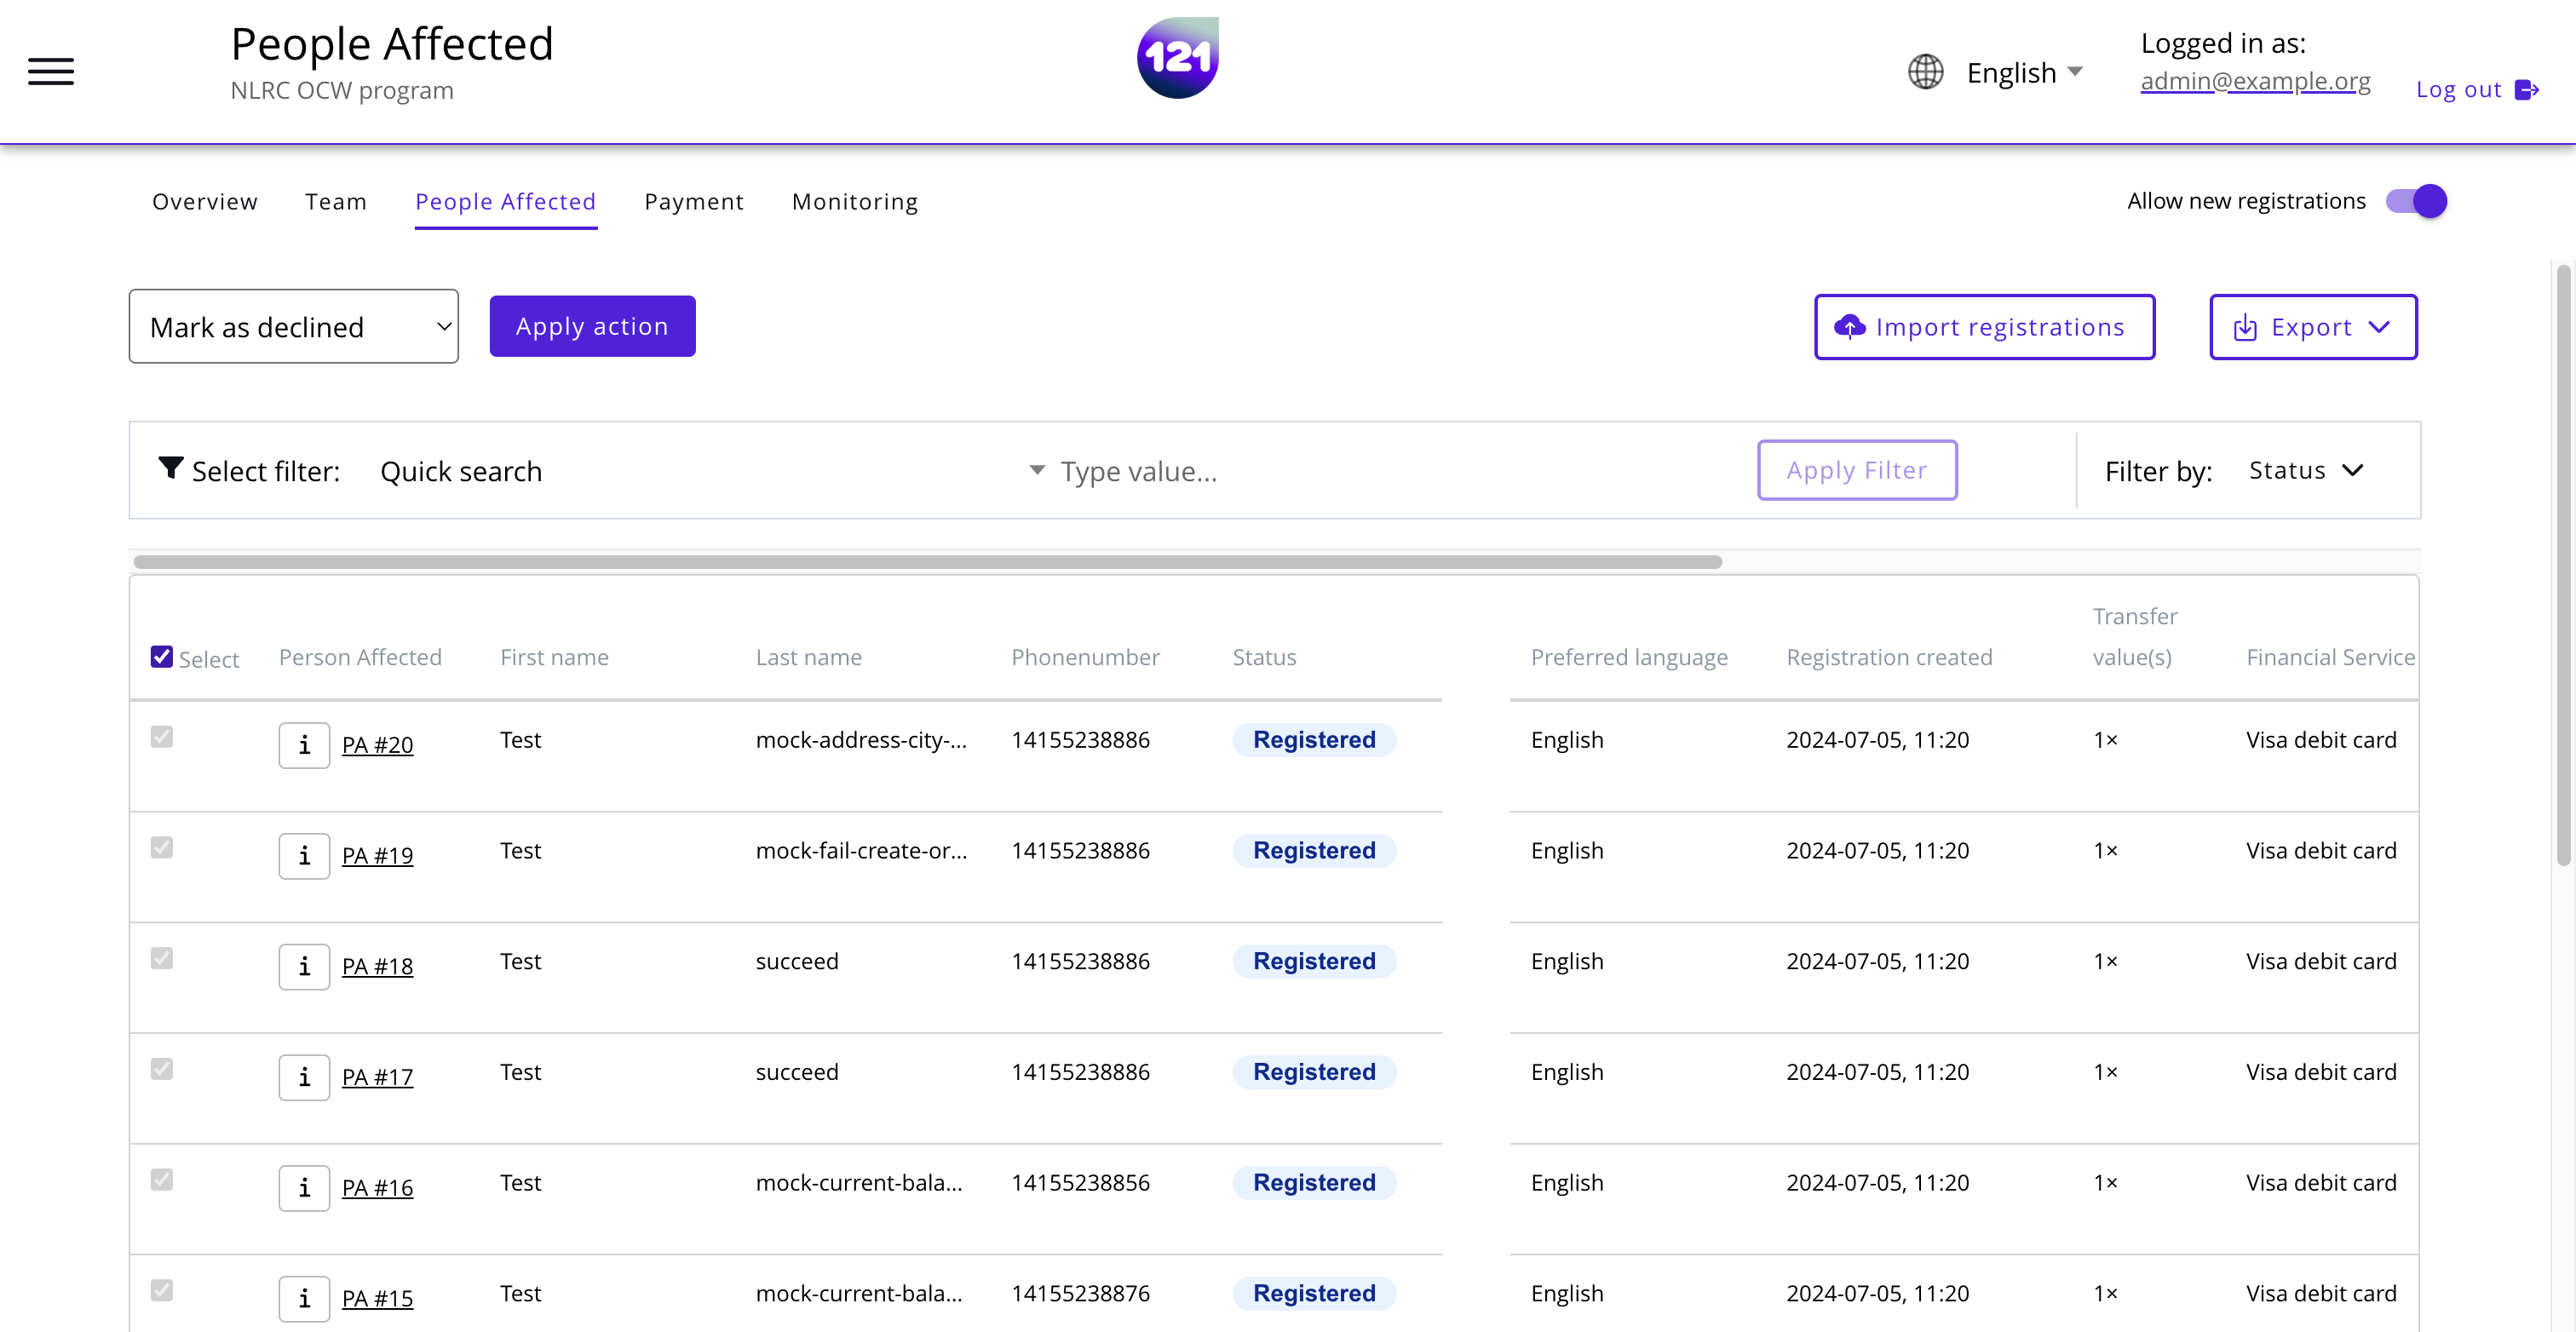 People Affected
NLRC OCW program
121
English
Logged in as:
admin@example.org
Log out
Overview Team People Affected Payment Monitoring
Allow new registrations
Mark as declined
Apply action
Import registrations
Export
Select filter: Quick search
Type value...
Apply Filter
Filter by: Status
Select Person Affected First name Last name Phonenumber Status Preferred language Registration created Transfer value(s) Financial Service
i PA #20 Test mock-address-city-... 14155238886 Registered English 2024-07-05, 11:20 1× Visa debit card
i PA #19 Test mock-fail-create-or... 14155238886 Registered English 2024-07-05, 11:20 1× Visa debit card
i PA #18 Test succeed 14155238886 Registered English 2024-07-05, 11:20 1× Visa debit card
i PA #17 Test succeed 14155238886 Registered English 2024-07-05, 11:20 1× Visa debit card
i PA #16 Test mock-current-bala... 14155238856 Registered English 2024-07-05, 11:20 1× Visa debit card
i PA #15 Test mock-current-bala... 14155238876 Registered English 2024-07-05, 11:20 1× Visa debit card